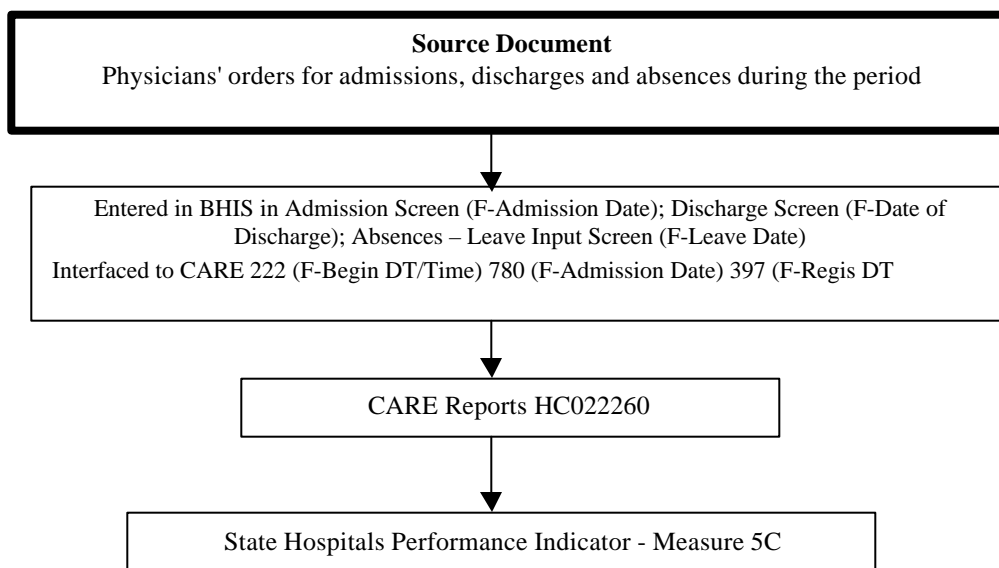 Source Document
Physicians' orders for admissions, discharges and absences during the period
Entered in BHIS in Admission Screen (F-Admission Date); Discharge Screen (F-Date of
Discharge); Absences – Leave Input Screen (F-Leave Date)
Interfaced to CARE 222 (F-Begin DT/Time) 780 (F-Admission Date) 397 (F-Regis DT
CARE Reports HC022260
State Hospitals Performance Indicator - Measure 5C